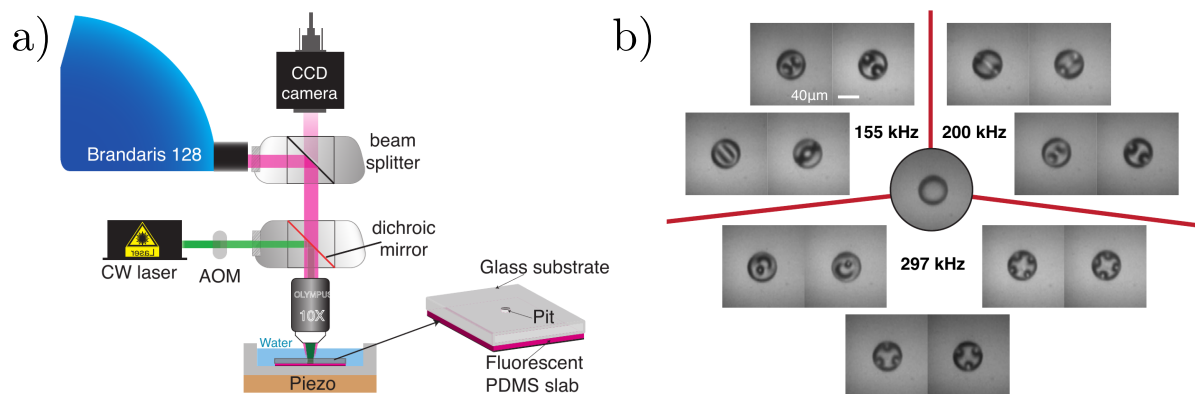 a)
CCD
camera
Brandaris 128
beam
splitter
dichroic
mirror
Laser
CW laser
AOM
OLYMPUS
10X
Water
Piezo
Glass substrate
Pit
Fluorescent
PDMS slab
b)
40µm
155 kHz
200 kHz
297 kHz